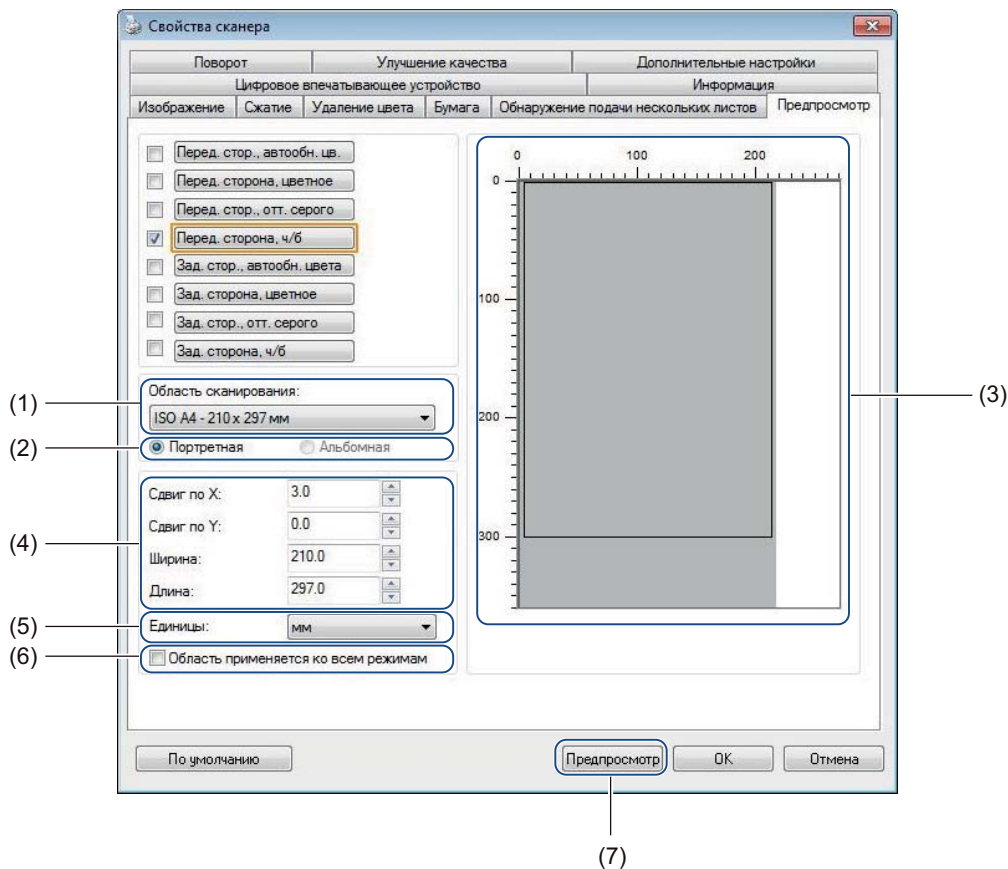 Свойства сканера
Поворот
Улучшение качества
Дополнительные настройки
Цифровое впечатывающее устройство
Информация
Изображение
Сжатие
Удаление цвета
Бумага
Обнаружение подачи нескольких листов
Предпросмотр
Перед. стор., автообн. цв.
Перед. сторона, цветное
Перед. стор., отт. серого
Перед. сторона, ч/б
Зад. стор., автообн. цвета
Зад. сторона, цветное
Зад. стор., отт. серого
Зад. сторона, ч/б
(1)
Область сканирования:
ISO A4 - 210 x 297 мм
(2)
Портретная
Альбомная
(4)
Сдвиг по X:
3.0
Сдвиг по Y:
0.0
Ширина:
210.0
Длина:
297.0
(5)
Единицы:
мм
(6)
Область применяется ко всем режимам
0
100
200
0
100
200
300
(3)
По умолчанию
Предпросмотр
OK
Отмена
(7)